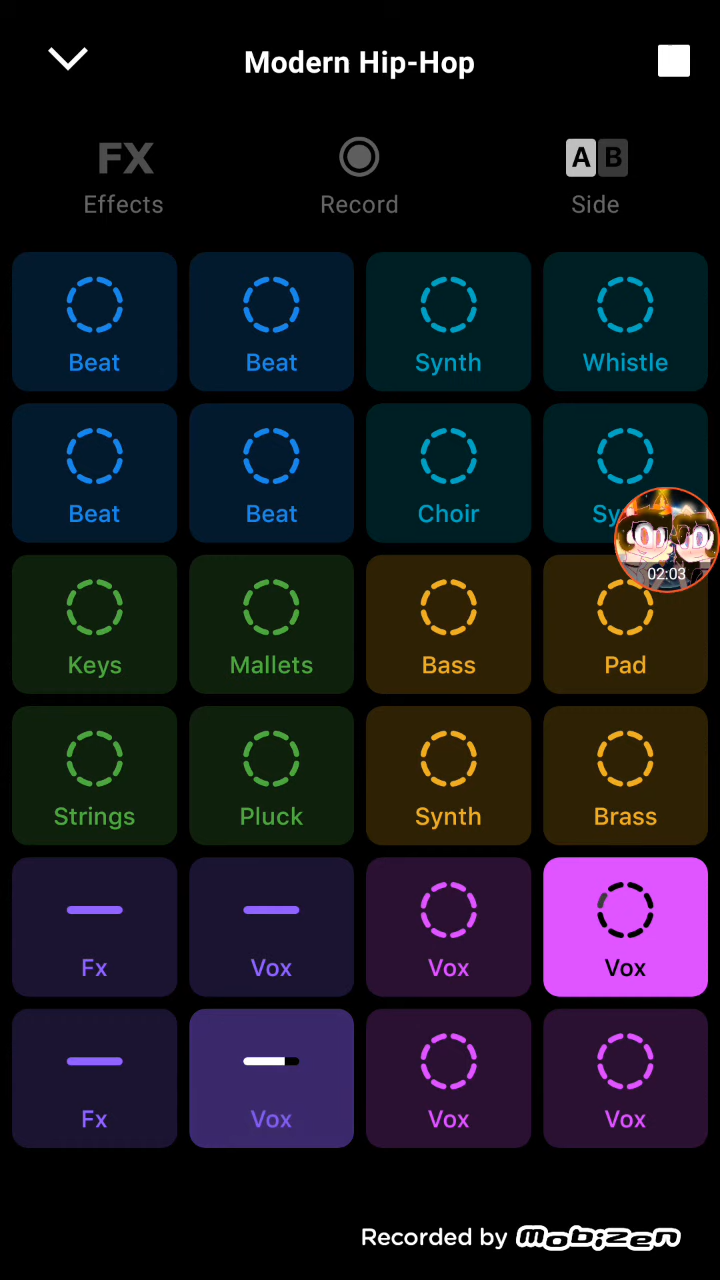 Modern Hip-Hop
FX A B
Effects Record Side
Beat Beat Synth Whistle
Beat Beat Choir
02:03
Keys Mallets Bass Pad
Strings Pluck Synth Brass
Fx Vox Vox Vox
Fx Vox Vox Vox
Recorded by mobizen